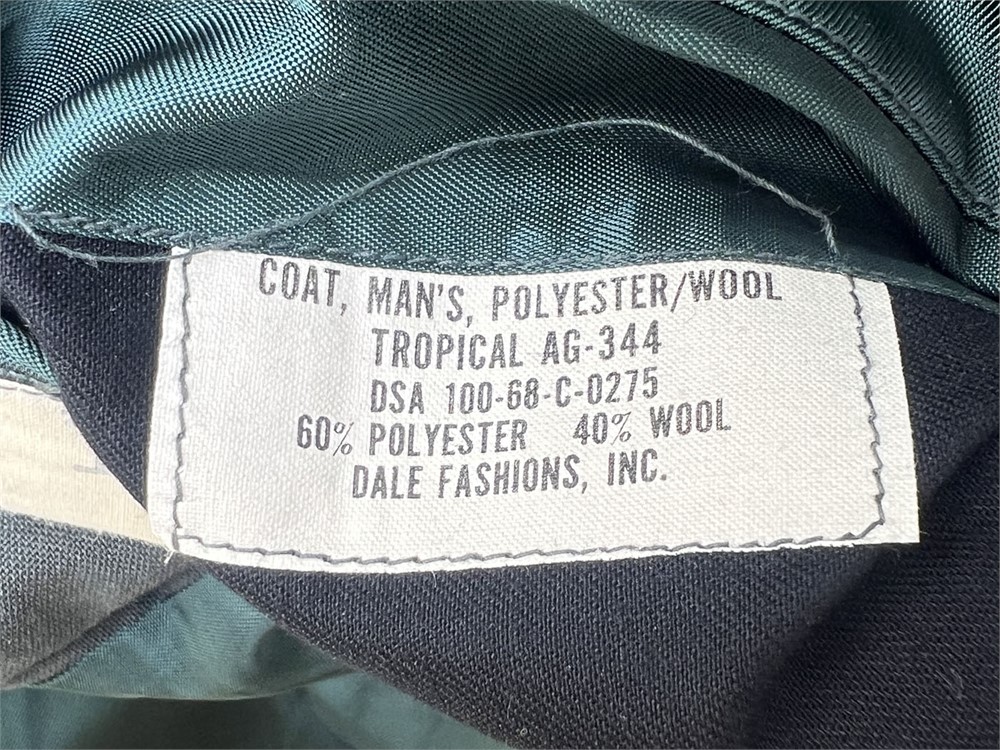 COAT, MAN'S, POLYESTER/WOOL
TROPICAL AG-344
DSA 100-68-C-0275
60% POLYESTER 40% WOOL
DALE FASHIONS, INC.